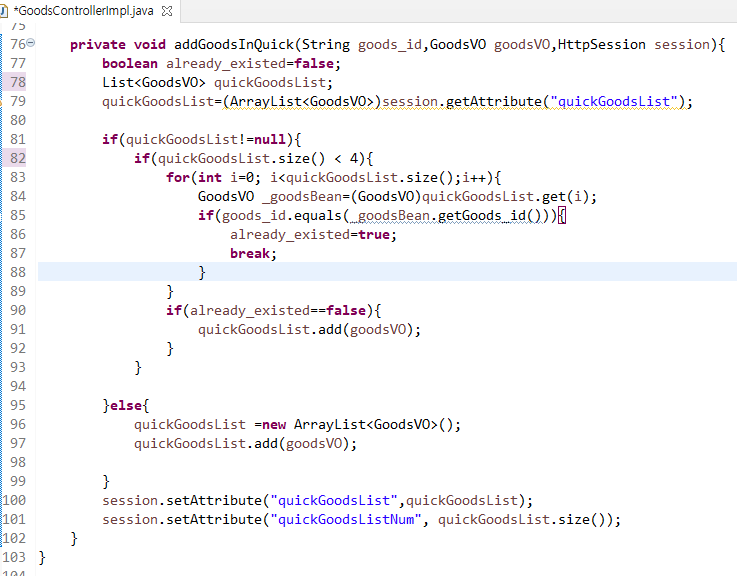 *GoodsControllerImpl.java
75
76 private void addGoodsInQuick(String goods_id,GoodsVO goodsVO,HttpSession session){
77 boolean already_existed=false;
78 List<GoodsVO> quickGoodsList;
79 quickGoodsList=(ArrayList<GoodsVO>)session.getAttribute("quickGoodsList");
80
81 if(quickGoodsList!=null){
82 if(quickGoodsList.size() < 4){
83 for(int i=0; i<quickGoodsList.size();i++){
84 GoodsVO _goodsBean=(GoodsVO)quickGoodsList.get(i);
85 if(goods_id.equals(_goodsBean.getGoods_id())){
86 already_existed=true;
87 break;
88 }
89 }
90 if(already_existed==false){
91 quickGoodsList.add(goodsVO);
92 }
93 }
94
95 }else{
96 quickGoodsList =new ArrayList<GoodsVO>();
97 quickGoodsList.add(goodsVO);
98
99 }
100 session.setAttribute("quickGoodsList",quickGoodsList);
101 session.setAttribute("quickGoodsListNum", quickGoodsList.size());
102 }
103 }
104